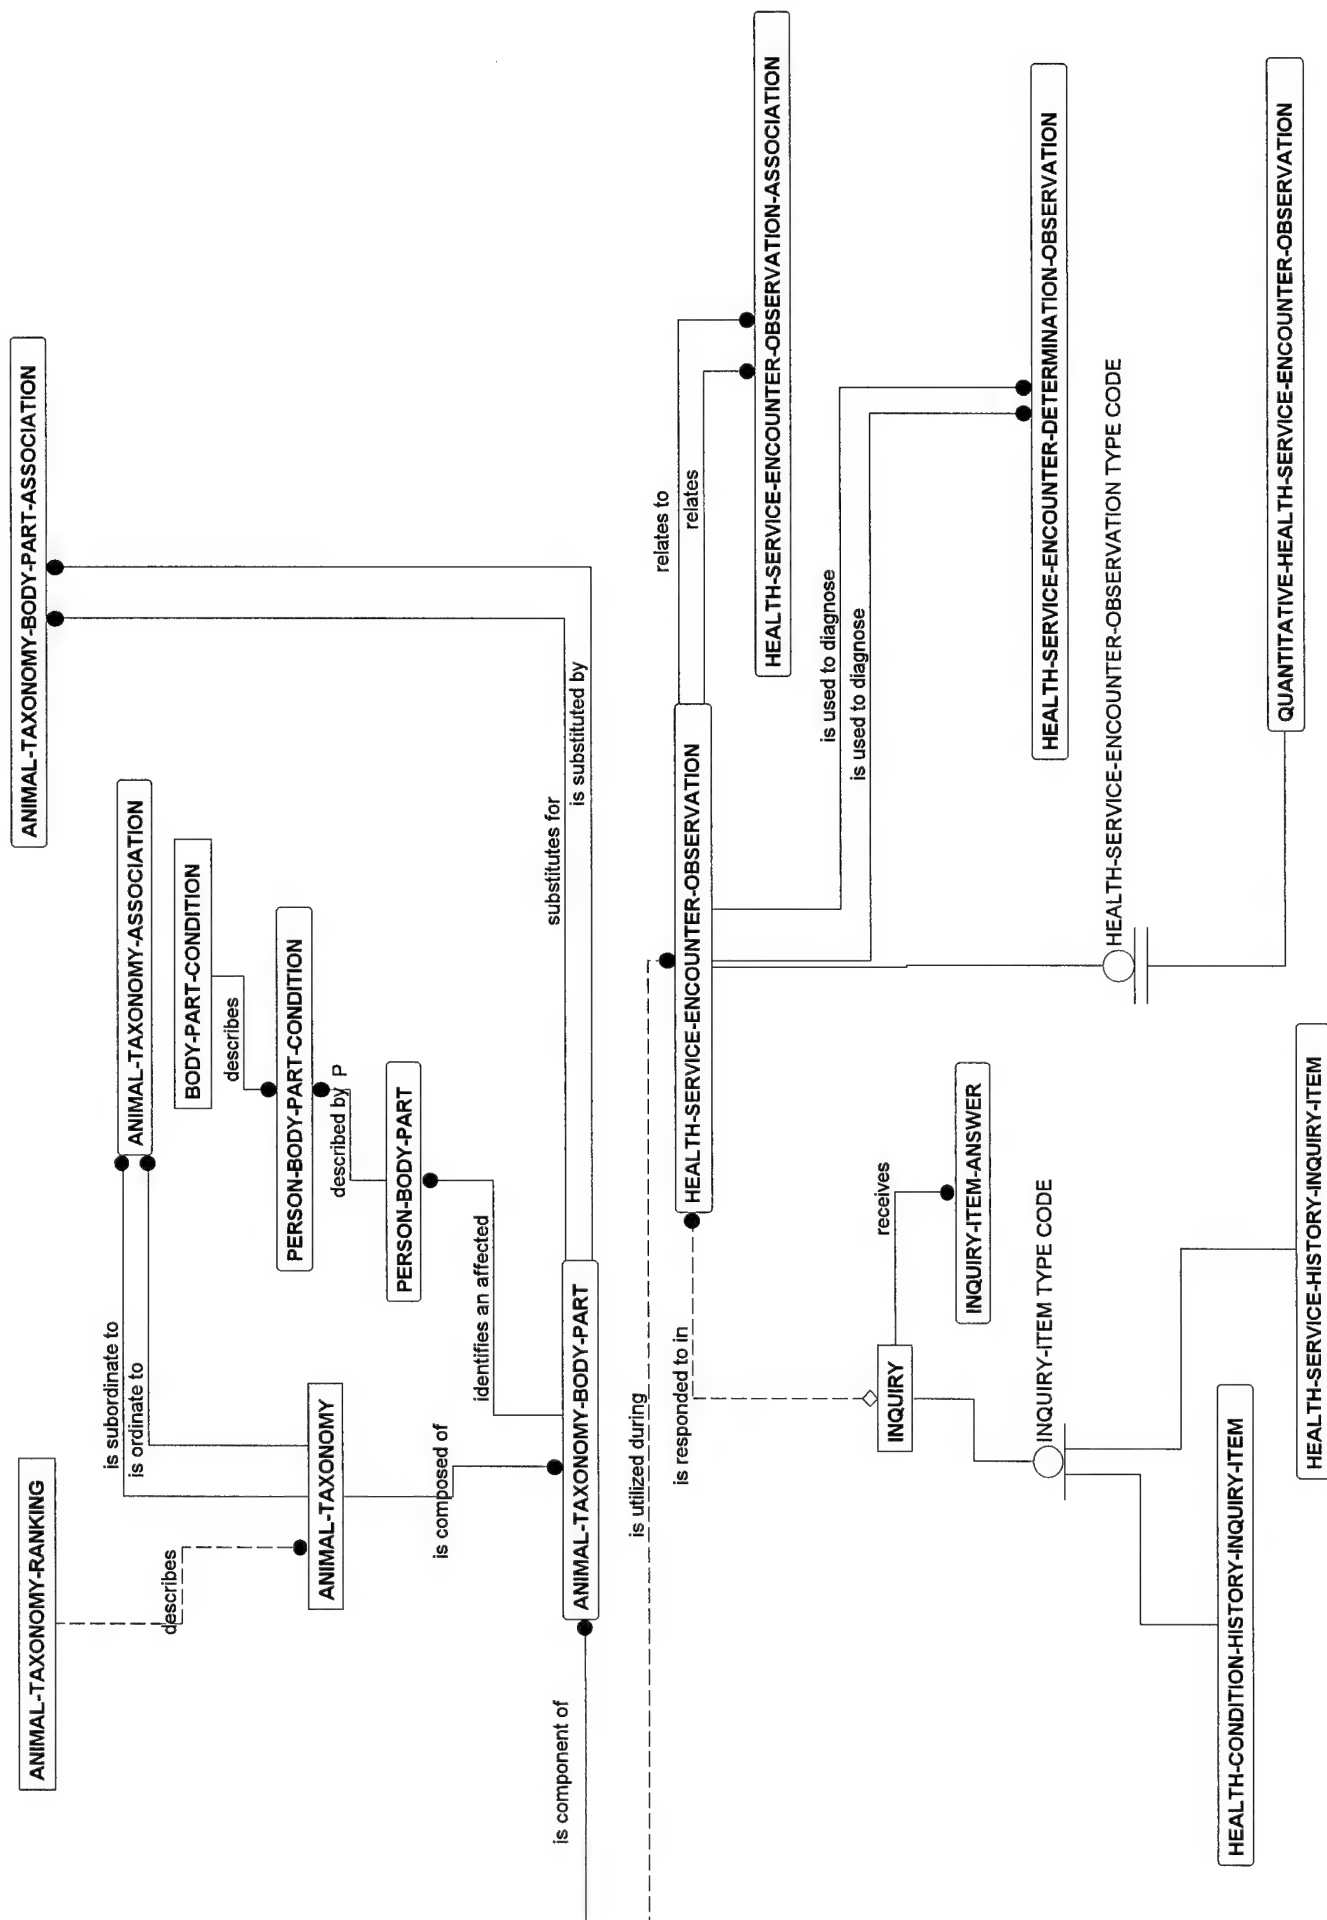 ANIMAL-TAXONOMY-RANKING
describes
ANIMAL-TAXONOMY
is subordinate to
is ordinate to
ANIMAL-TAXONOMY-ASSOCIATION
ANIMAL-TAXONOMY-BODY-PART-ASSOCIATION
BODY-PART-CONDITION
describes
PERSON-BODY-PART-CONDITION
described by P
PERSON-BODY-PART
identifies an affected
is composed of
ANIMAL-TAXONOMY-BODY-PART
substitutes for
is substituted by
is component of
is utilized during
is responded to in
HEALTH-SERVICE-ENCOUNTER-OBSERVATION
relates to
relates
HEALTH-SERVICE-ENCOUNTER-OBSERVATION-ASSOCIATION
is used to diagnose
is used to diagnose
HEALTH-SERVICE-ENCOUNTER-DETERMINATION-OBSERVATION
INQUIRY
receives
INQUIRY-ITEM-ANSWER
INQUIRY-ITEM TYPE CODE
HEALTH-SERVICE-ENCOUNTER-OBSERVATION TYPE CODE
HEALTH-CONDITION-HISTORY-INQUIRY-ITEM
HEALTH-SERVICE-HISTORY-INQUIRY-ITEM
QUANTITATIVE-HEALTH-SERVICE-ENCOUNTER-OBSERVATION